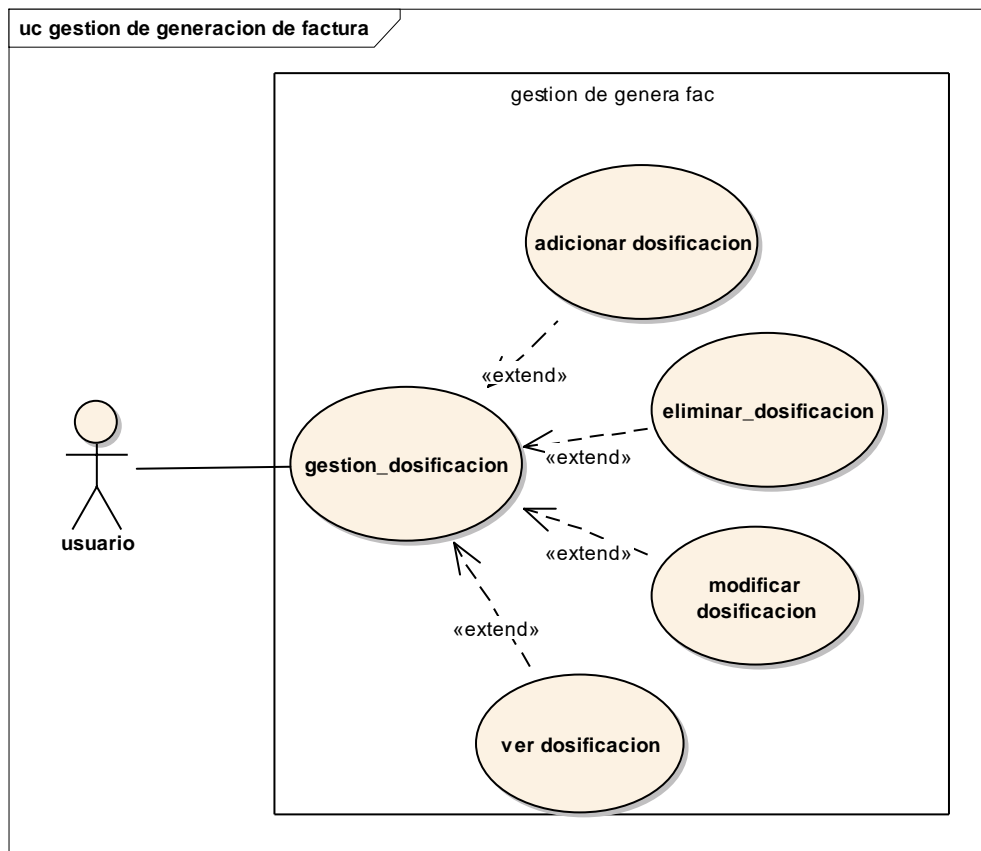 uc gestion de generacion de factura
gestion de genera fac
adicionar dosificacion
«extend»
eliminar_dosificacion
«extend»
gestion_dosificacion
usuario
«extend»
modificar
dosificacion
«extend»
ver dosificacion